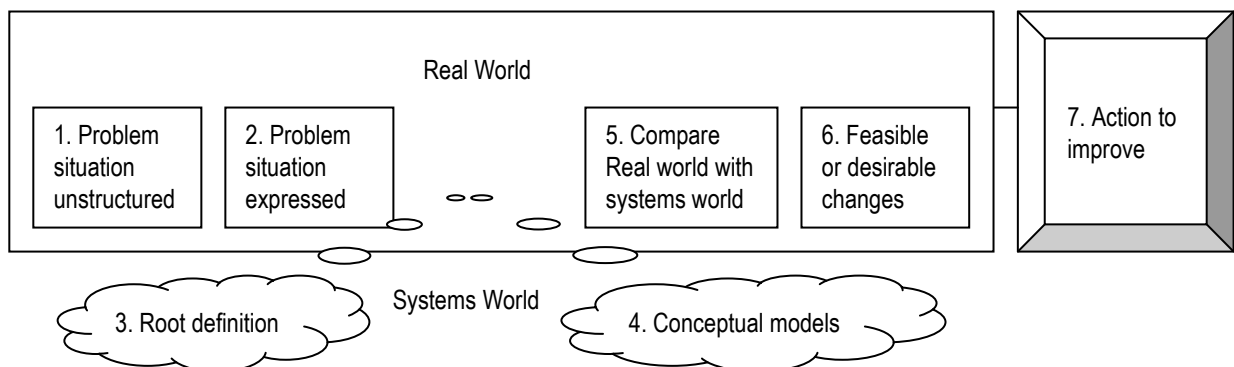 Real World
1. Problem
situation
unstructured
2. Problem
situation
expressed
5. Compare
Real world with
systems world
6. Feasible
or desirable
changes
7. Action to
improve
Systems World
3. Root definition
4. Conceptual models